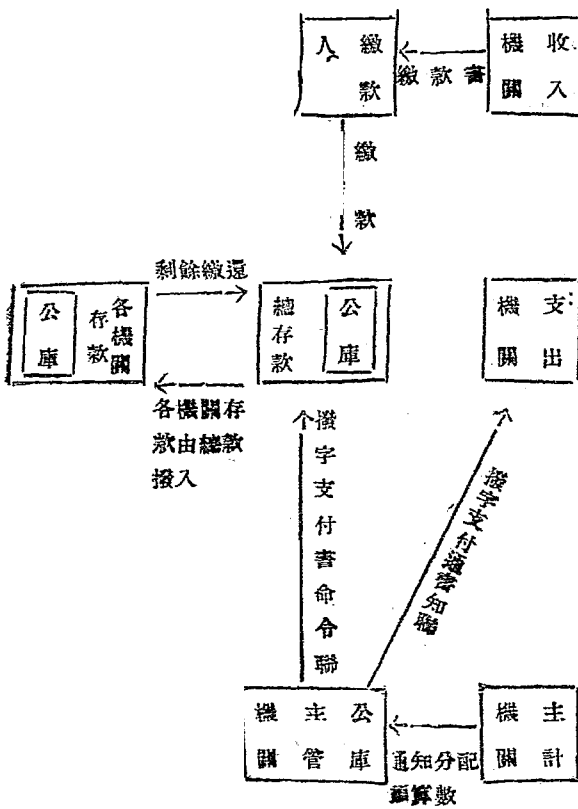 收入
機關
繳款書
繳款
人
繳款
剩餘繳還
公庫
總存款
各機關
存款
公庫
各機關存
款由總款
撥入
支出
機關
撥字支付書命令聯
撥字支付通書知聯
公庫
主管
機關
通知分配
預算數
主計
機關